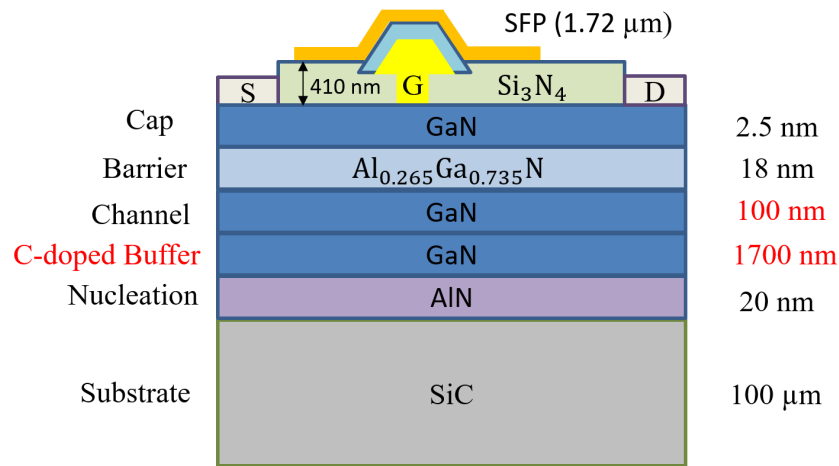 SFP (1.72 µm)
410 nm
S
G
Si₃N₄
D
Cap GaN 2.5 nm
Barrier Al₀.₂₆₅Ga₀.₇₃₅N 18 nm
Channel GaN 100 nm
C-doped Buffer GaN 1700 nm
Nucleation AlN 20 nm
Substrate SiC 100 µm